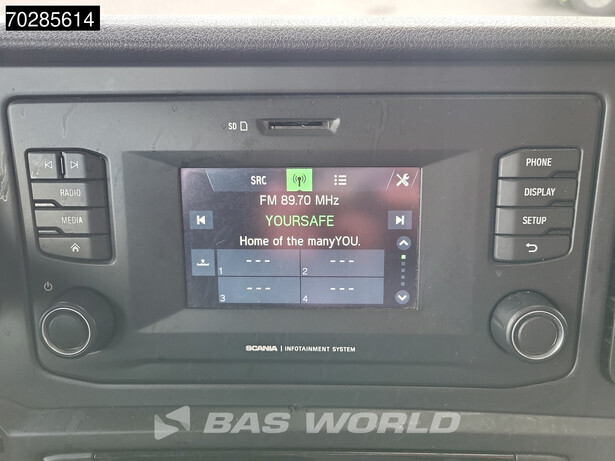 70285614
SD
PHONE
RADIO
DISPLAY
MEDIA
SETUP
SRC
FM 89.70 MHz
YOURSAFE
Home of the manyYOU.
1 --- 2 ---
3 --- 4 ---
SCANIA | INFOTAINMENT SYSTEM
BAS WORLD